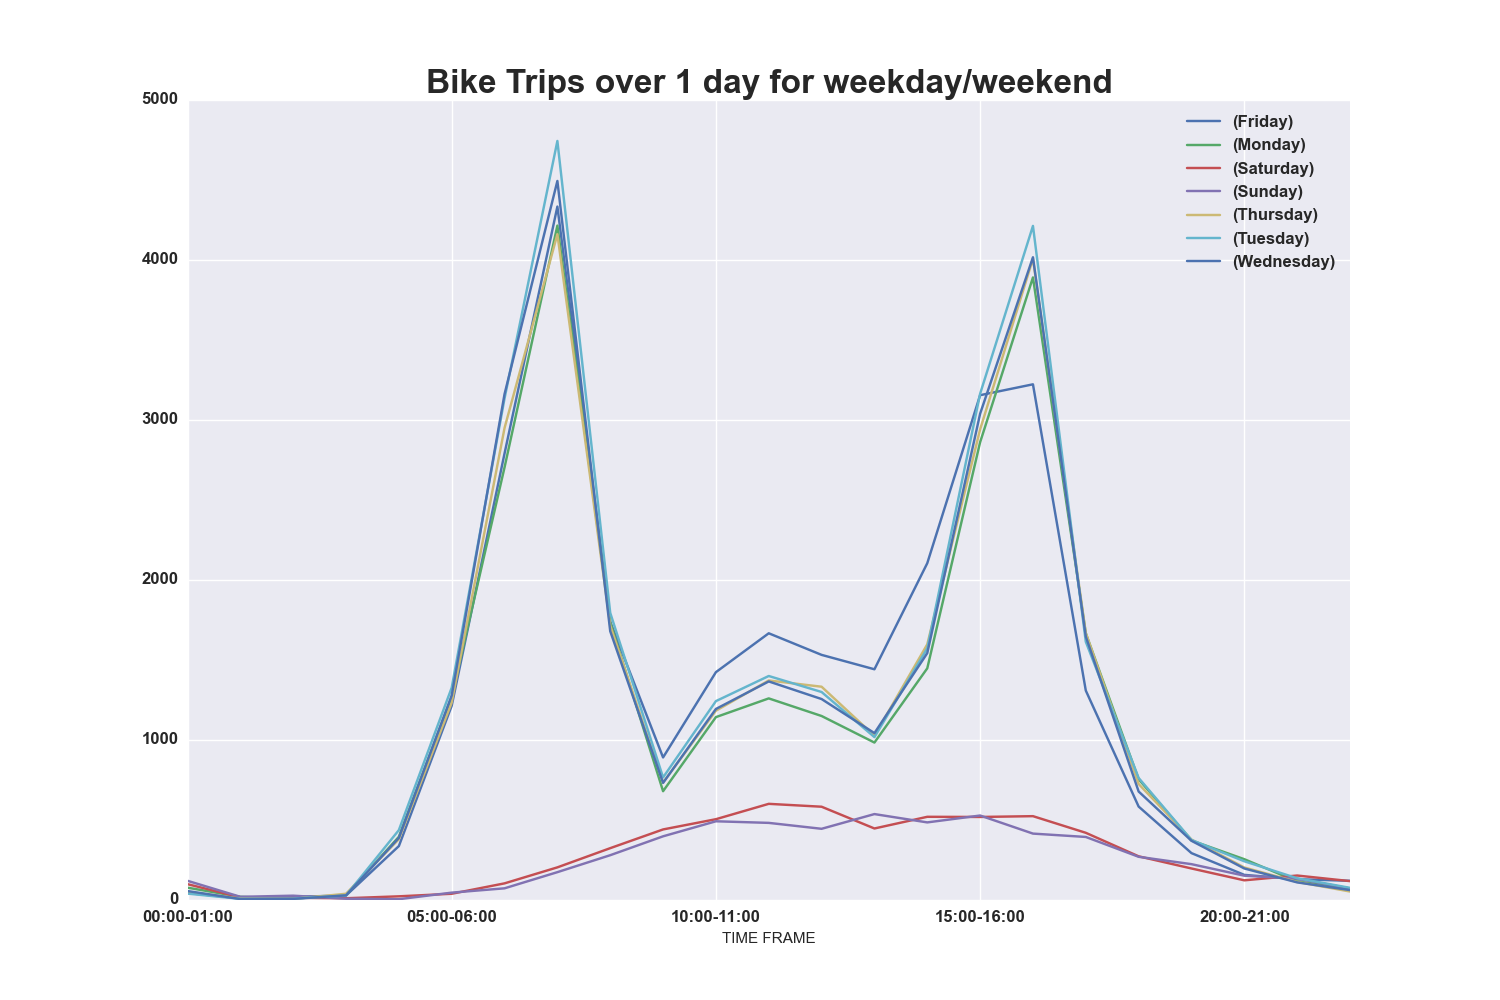 Bike Trips over 1 day for weekday/weekend
5000
4000
3000
2000
1000
0
(Friday)
(Monday)
(Saturday)
(Sunday)
(Thursday)
(Tuesday)
(Wednesday)
00:00-01:00 05:00-06:00 10:00-11:00 15:00-16:00 20:00-21:00
TIME FRAME